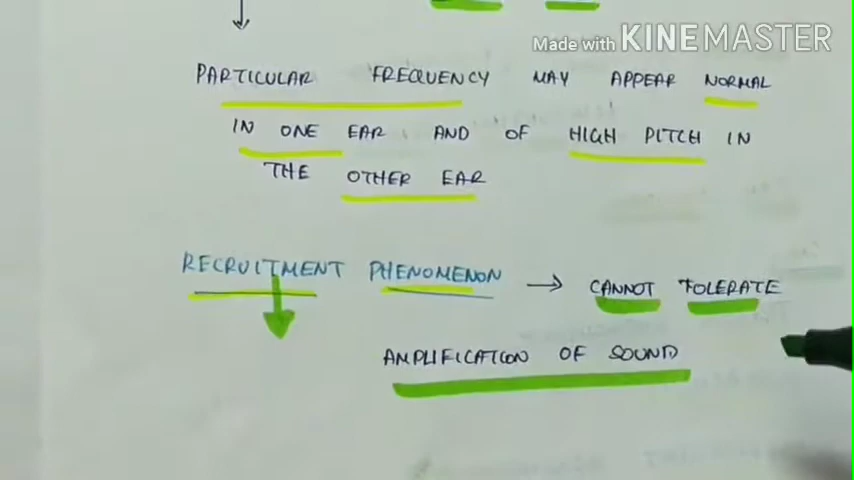 Made with KINEMASTER
PARTICULAR FREQUENCY MAY APPEAR NORMAL
IN ONE EAR AND OF HIGH PITCH IN
THE OTHER EAR
RECRUITMENT PHENOMENON → CANNOT TOLERATE
AMPLIFICATION OF SOUND